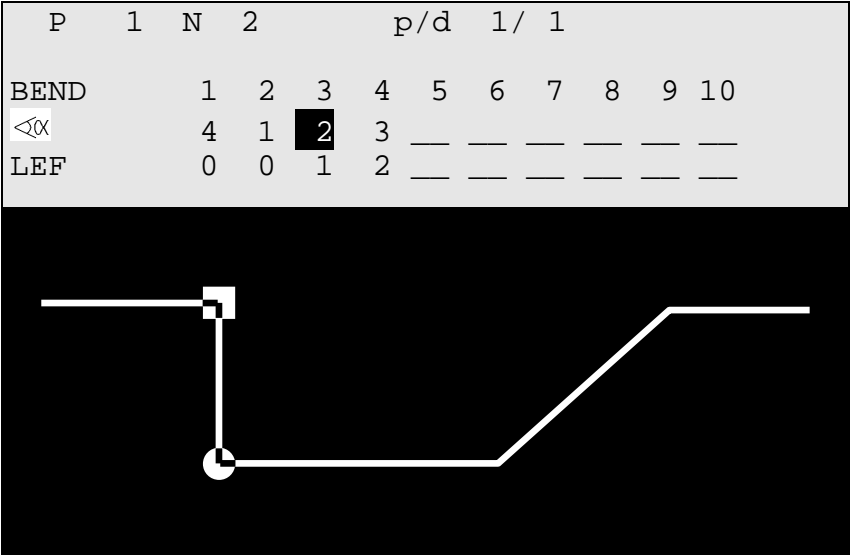 P 1 N 2 p/d 1/ 1
BEND 1 2 3 4 5 6 7 8 9 10
∢α 4 1 2 3 __ __ __ __ __ __
LEF 0 0 1 2 __ __ __ __ __ __